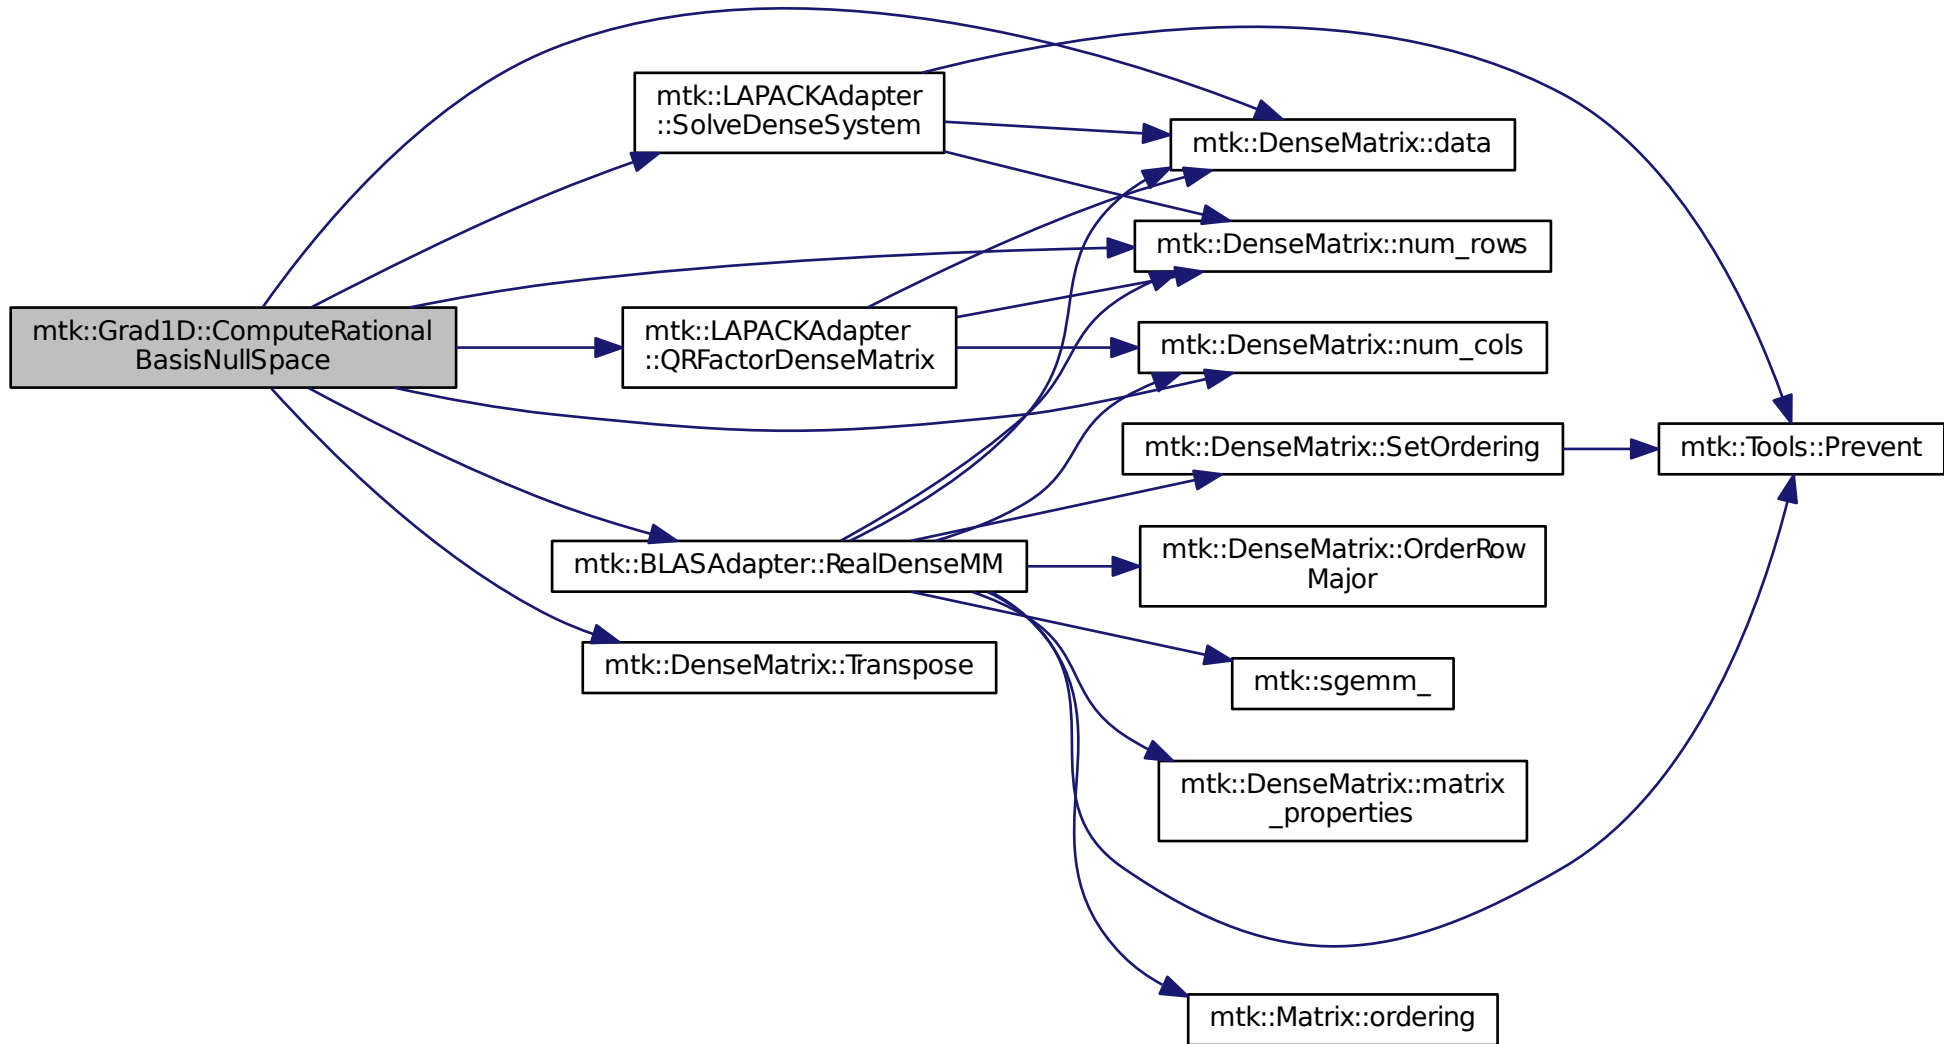 mtk::LAPACKAdapter
::SolveDenseSystem
mtk::DenseMatrix::data
mtk::DenseMatrix::num_rows
mtk::Grad1D::ComputeRational
BasisNullSpace
mtk::LAPACKAdapter
::QRFactorDenseMatrix
mtk::DenseMatrix::num_cols
mtk::DenseMatrix::SetOrdering
mtk::Tools::Prevent
mtk::BLASAdapter::RealDenseMM
mtk::DenseMatrix::OrderRow
Major
mtk::DenseMatrix::Transpose
mtk::sgemm_
mtk::DenseMatrix::matrix
_properties
mtk::Matrix::ordering